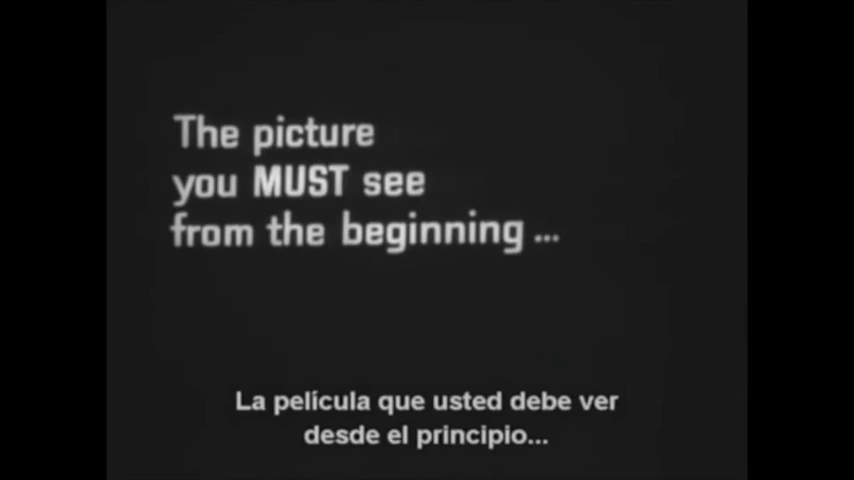 The picture
you MUST see
from the beginning ...
La película que usted debe ver
desde el principio...